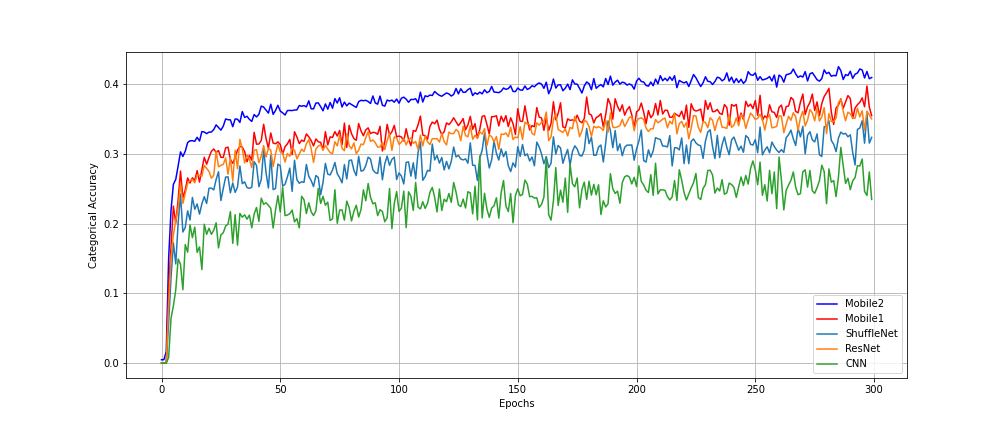 Categorical Accuracy
0.4
0.3
0.2
0.1
0.0
0 50 100 150 200 250 300
Epochs
Mobile2
Mobile1
ShuffleNet
ResNet
CNN